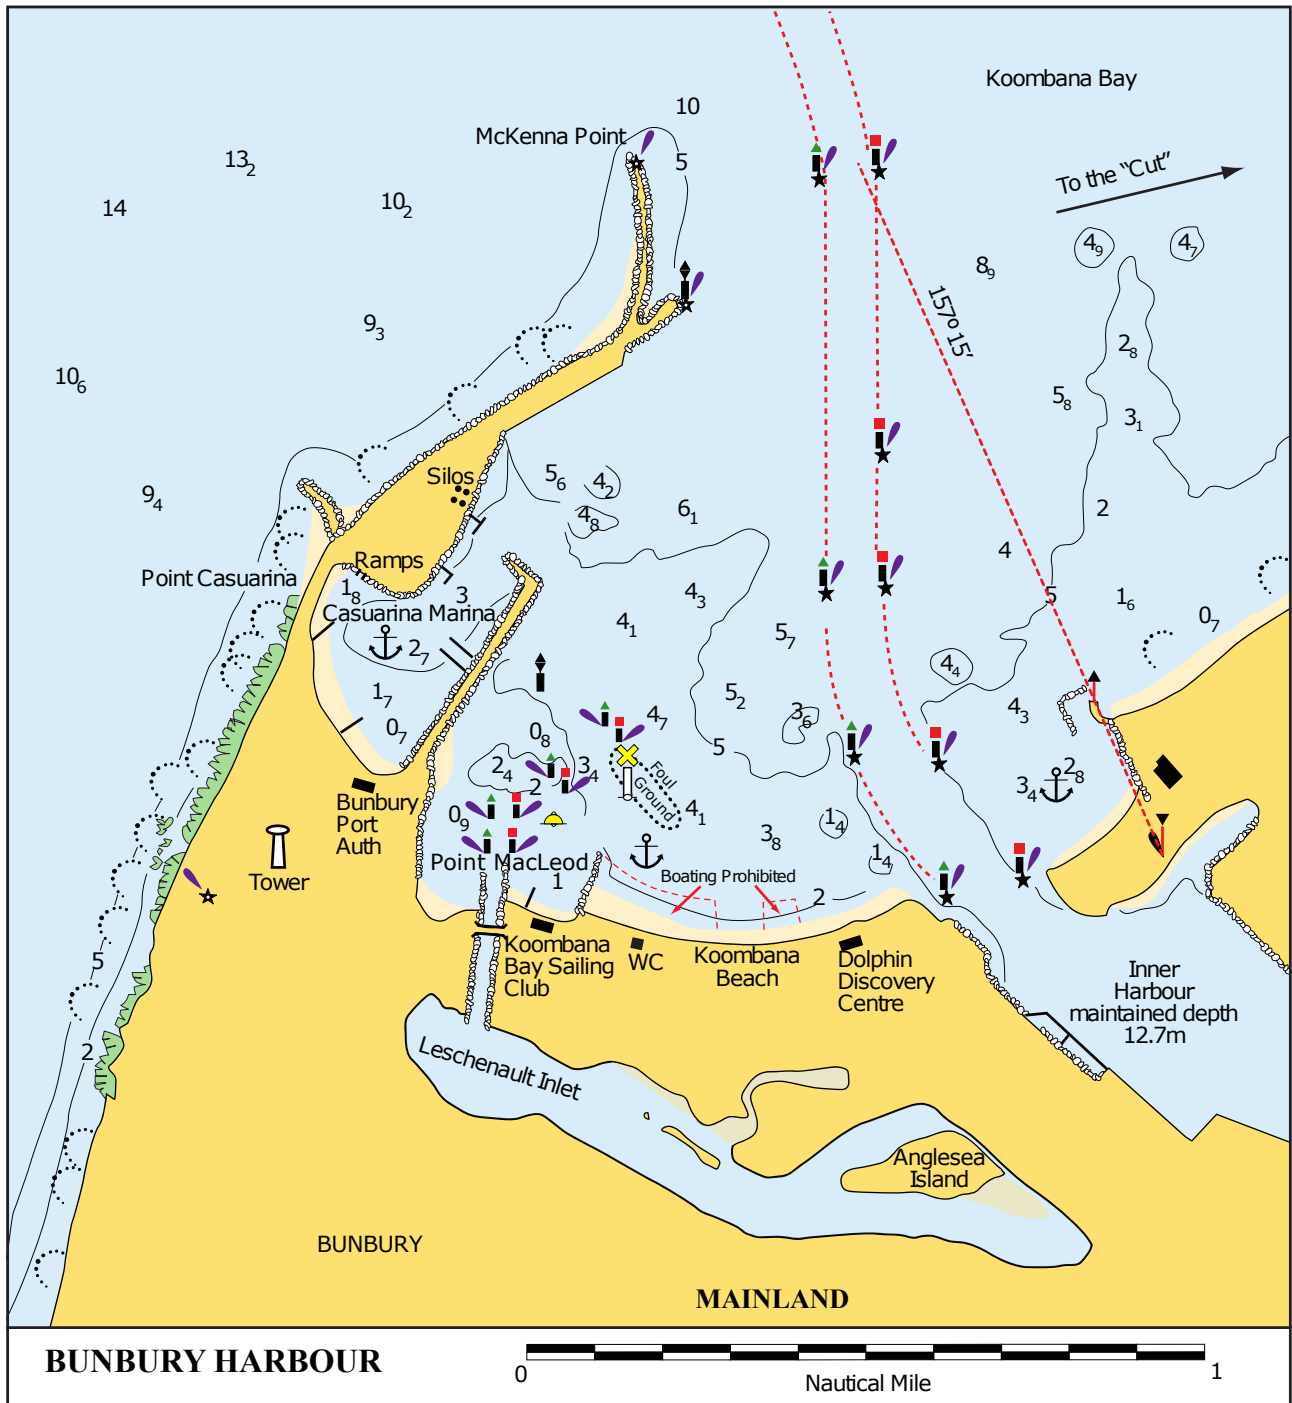 Koombana Bay
10
McKenna Point
5
13₂
To the “Cut”
14
10₂
4₉
4₇
8₉
9₃
157º 15’
2₈
10₆
5₈
3₁
Silos
5₆
4₂
9₄
4₈
6₁
2
4
Ramps
Point Casuarina
1₈
3
4₃
5
1₆
0₇
Casuarina Marina
4₁
5₇
2₇
4₄
1₇
5₂
4₃
0₇
0₈
4₇
3₆
5
2₄
3₄
Foul
Ground
2₈
2
3₄
Bunbury
Port
Auth
0₉
4₁
3₈
1₄
Point MacLeod
1₄
Tower
1
Boating Prohibited
2
Koombana
Bay Sailing
Club
WC
Koombana
Beach
Dolphin
Discovery
Centre
5
Inner
Harbour
maintained depth
12.7m
2
Leschenault Inlet
Anglesea
Island
BUNBURY
MAINLAND
BUNBURY HARBOUR
0
1
Nautical Mile